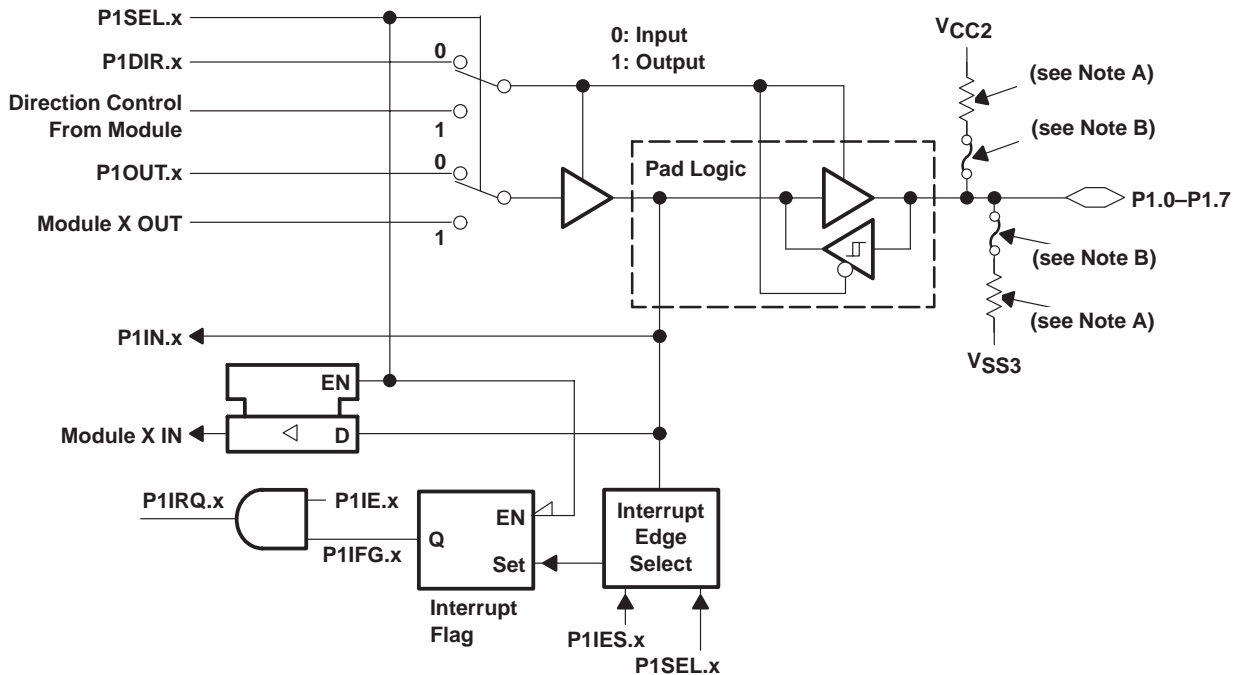 P1SEL.x
P1DIR.x
0
Direction Control
From Module
1
P1OUT.x
0
Module X OUT
1
0: Input
1: Output
Pad Logic
VCC2
(see Note A)
(see Note B)
P1.0–P1.7
(see Note B)
(see Note A)
VSS3
P1IN.x
EN
Module X IN
D
P1IRQ.x
P1IE.x
P1IFG.x
EN
Q
Set
Interrupt
Flag
Interrupt
Edge
Select
P1IES.x
P1SEL.x